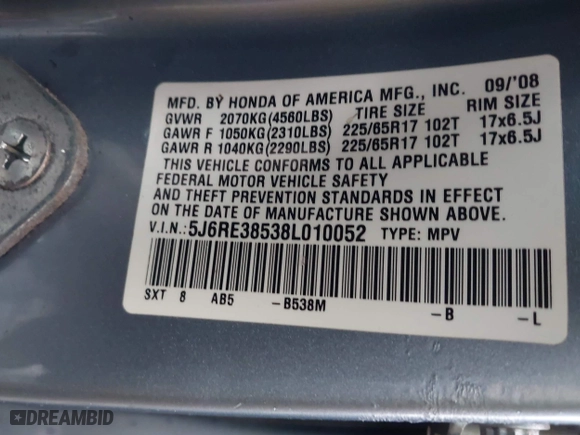 MFD. BY HONDA OF AMERICA MFG., INC. 09/'08
GVWR 2070KG(4560LBS) TIRE SIZE RIM SIZE
GAWR F 1050KG(2310LBS) 225/65R17 102T 17x6.5J
GAWR R 1040KG(2290LBS) 225/65R17 102T 17x6.5J
THIS VEHICLE CONFORMS TO ALL APPLICABLE
FEDERAL MOTOR VEHICLE SAFETY
AND THEFT PREVENTION STANDARDS IN EFFECT
ON THE DATE OF MANUFACTURE SHOWN ABOVE.
V.I.N.: 5J6RE38538L010052 TYPE: MPV
SXT 8 AB5 -B538M -B -L
DREAMBID